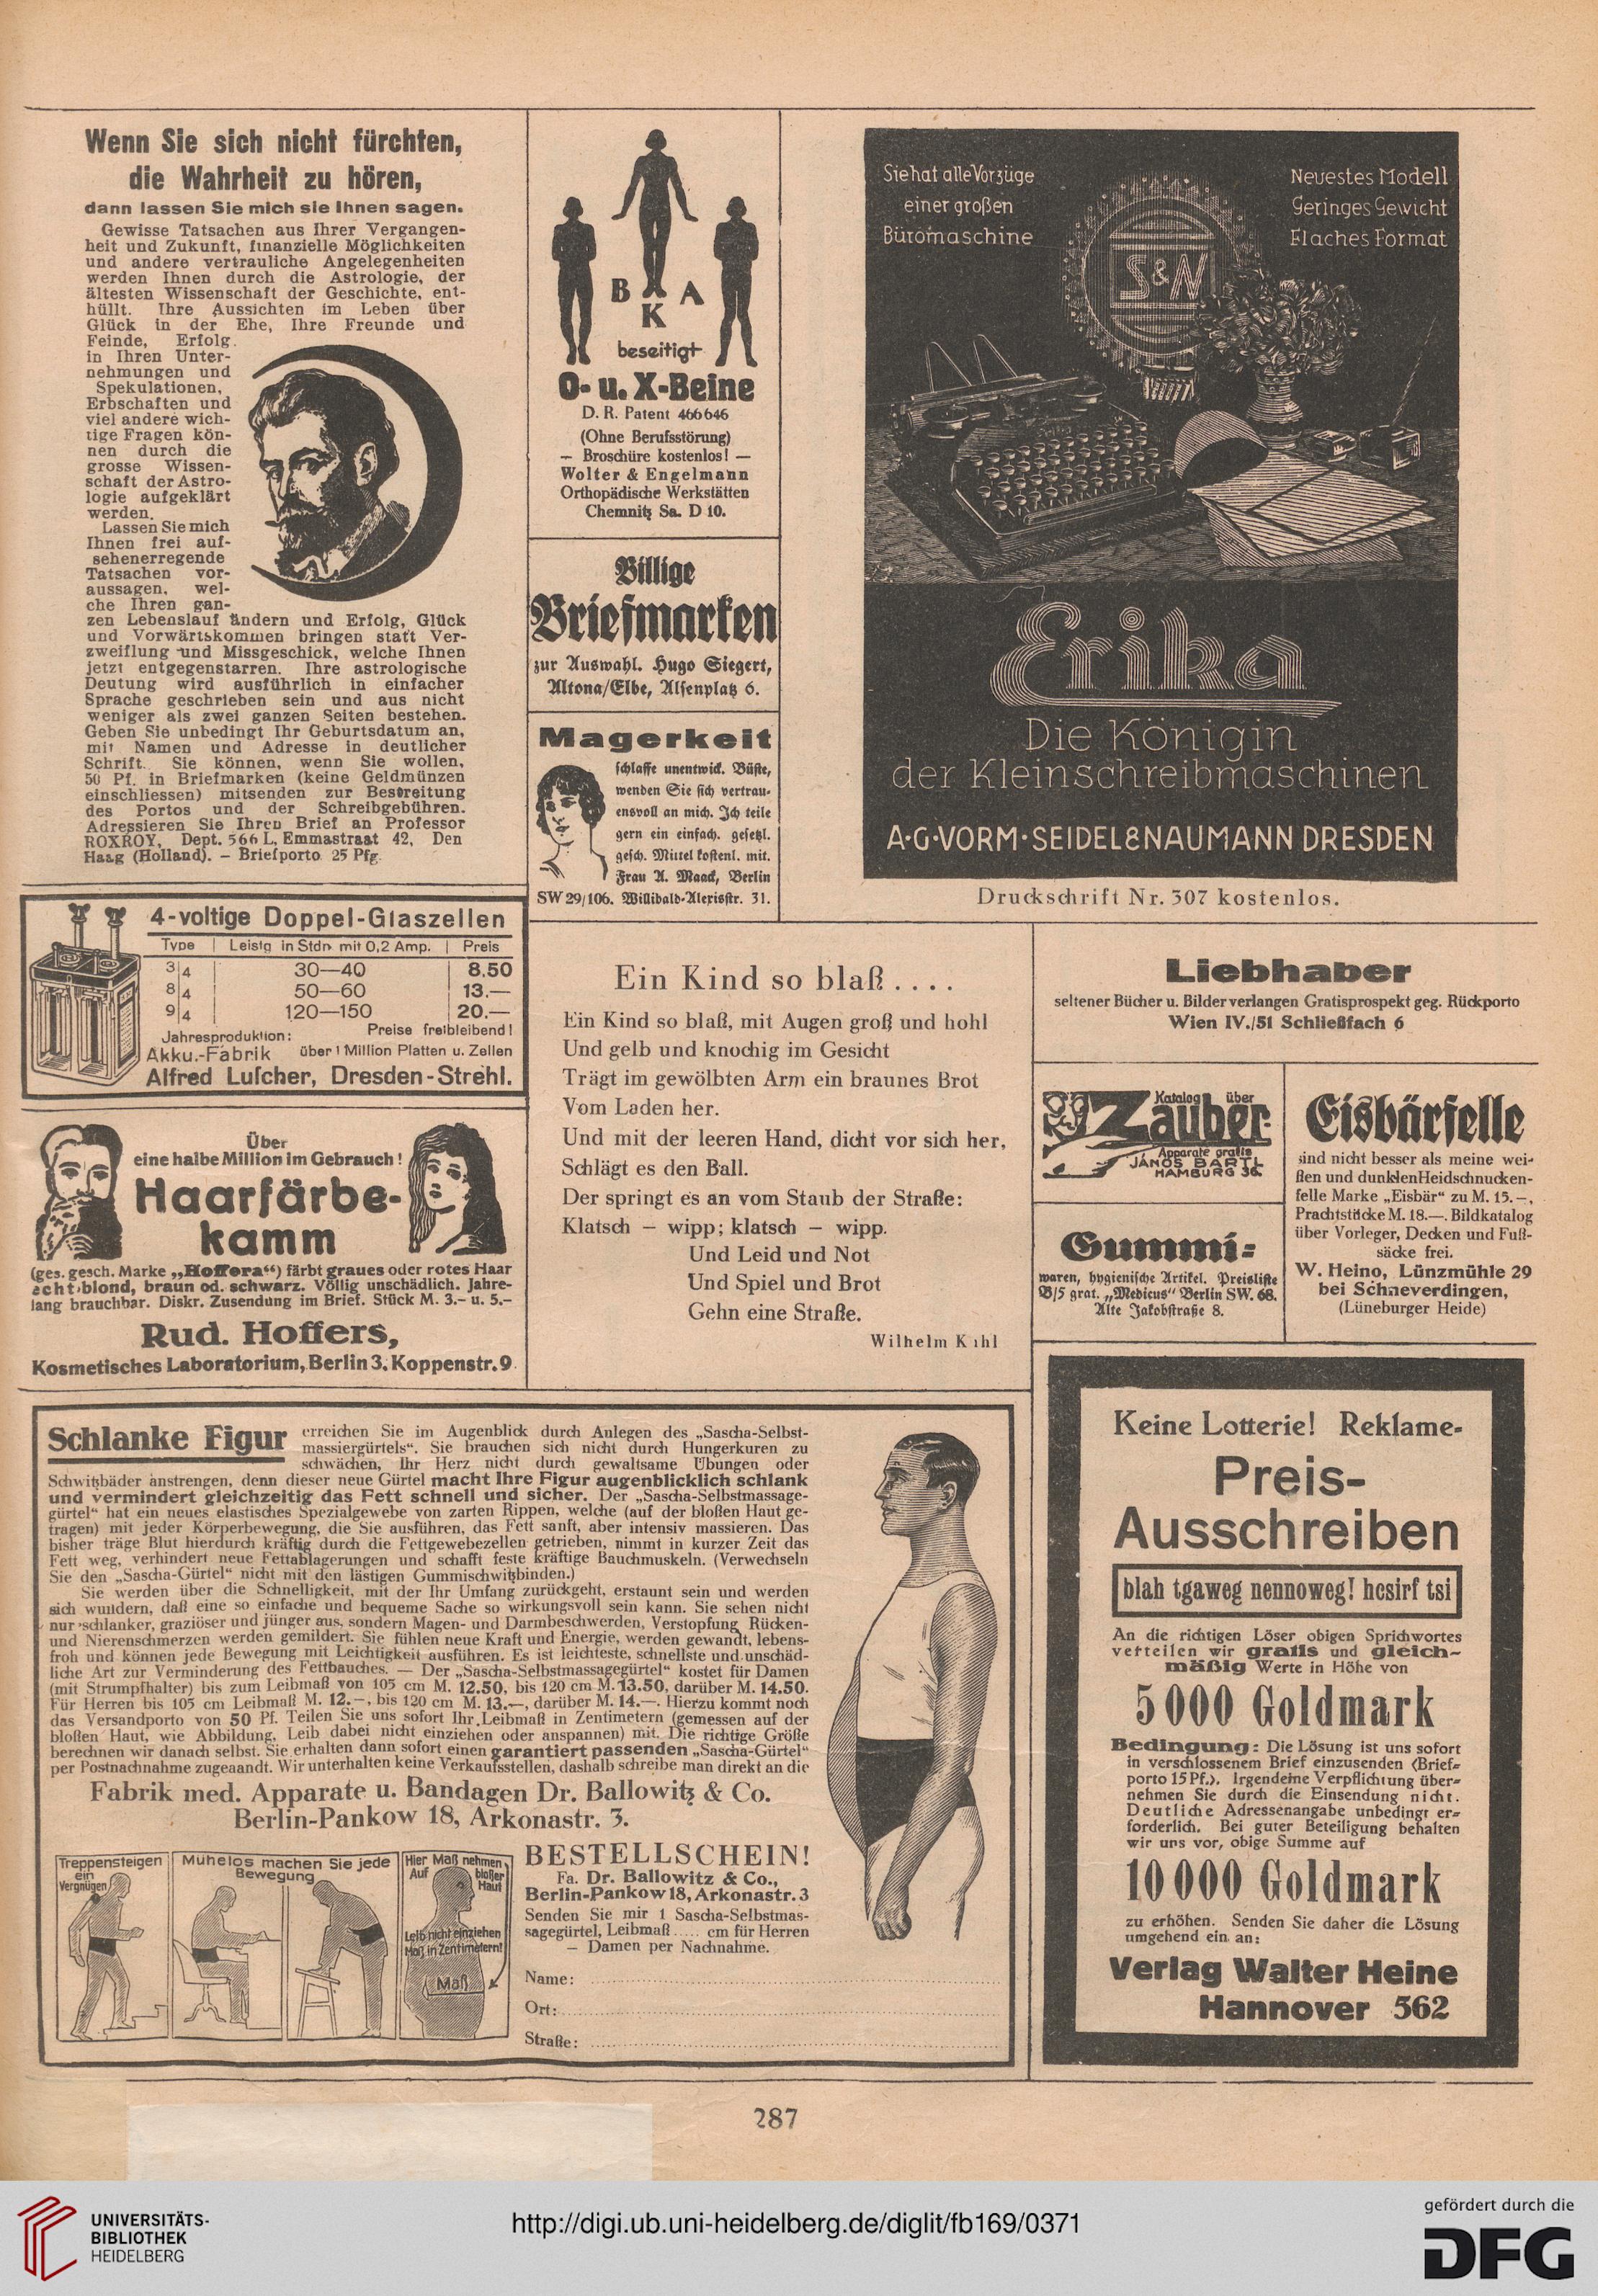 Wenn Sie sich nicht fürchten,
die Wahrheit zu hören,
dann lassen Sie mich sie Ihnen sagen.
Gewisse Tatsachen aus Ihrer Vergangen-
heit und Zukunft, finanzielle Möglichkeiten
und andere vertrauliche Angelegenheiten
werden Ihnen durch die Astrologie, der
ältesten Wissenschaft der Geschichte, ent-
hüllt. Ihre Aussichten im Leben über
Glück in der Ehe, Ihre Freunde und
Feinde, Erfolg
in Ihren Unter-
nehmungen und
Spekulationen,
Erbschaften und
viel andere wich-
tige Fragen kön-
nen durch die
grosse Wissen-
schaft der Astro-
logie aufgeklärt
werden.
Lassen Sie mich
Ihnen frei auf-
sehenerregende
Tatsachen vor-
aussagen, wel-
che Ihren gan-
zen Lebenslauf ändern und Erfolg, Glück
und Vorwärtskommen bringen statt Ver-
zweiflung und Missgeschick, welche Ihnen
jetzt entgegenstarren. Ihre astrologische
Deutung wird ausführlich in einfacher
Sprache geschrieben sein und aus nicht
weniger als zwei ganzen Seiten bestehen.
Geben Sie unbedingt Ihr Geburtsdatum an,
mit Namen und Adresse in deutlicher
Schrift. Sie können, wenn Sie wollen,
50 Pf. in Briefmarken (keine Geldmünzen
einschliessen) mitsenden zur Bestreitung
des Portos und der Schreibgebühren.
Adressieren Sie Ihren Brief an Professor
ROXROY, Dept. 566 L, Emmastraat 42, Den
Haag (Holland). – Briefporto 25 Pfg.
B K A
beseitigt
O- u. X-Beine
D. R. Patent 466646
(Ohne Berufsstörung)
— Broschüre kostenlos! —
Wolter & Engelmann
Orthopädische Werkstätten
Chemnitz Sa. D 10.
Billige
Briefmarken
zur Auswahl. Hugo Siegert,
Altona/Elbe, Alsenplatz 6.
Magerkeit
schlaffe unentwick. Büste,
wenden Sie sich vertrau-
ensvoll an mich. Ich teile
gern ein einfach. gesetzl.
gesch. Mittel kostenl. mit.
Frau A. Maack, Berlin
SW 29/106. Willibald-Alexisstr. 31.
Sie hat alle Vorzüge
einer großen
Büromaschine
Neuestes Modell
Geringes Gewicht
Flaches Format
S&N
Erika
Die Königin
der Kleinschreibmaschinen
A·G·VORM·SEIDEL&NAUMANN DRESDEN
Druckschrift Nr. 307 kostenlos.
4-voltige Doppel-Glaszellen
Type | Leistg in Stdn mit 0,2 Amp. | Preis
3|4 30—40 8.50
8|4 50—60 13.—
9|4 120—150 20.—
Jahresproduktion: Preise freibleibend!
Akku.-Fabrik über 1 Million Platten u. Zellen
Alfred Luscher, Dresden-Strehl.
Über
eine halbe Million im Gebrauch!
Haarfärbe-
kamm
(ges. gesch. Marke „Hoffera“) färbt graues oder rotes Haar
echt blond, braun od. schwarz. Völlig unschädlich. Jahre-
lang brauchbar. Diskr. Zusendung im Brief. Stück M. 3.– u. 5.–
Rud. Hoffers,
Kosmetisches Laboratorium, Berlin 3, Koppenstr. 9
Ein Kind so blaß ....
Ein Kind so blaß, mit Augen groß und hohl
Und gelb und knochig im Gesicht
Trägt im gewölbten Arm ein braunes Brot
Vom Laden her.
Und mit der leeren Hand, dicht vor sich her,
Schlägt es den Ball.
Der springt es an vom Staub der Straße:
Klatsch – wipp; klatsch – wipp.
Und Leid und Not
Und Spiel und Brot
Gehn eine Straße.
Wilhelm
Liebhaber
seltener Bücher u. Bilder verlangen Gratisprospekt geg. Rückporto
Wien IV./51 Schließfach 6
Katalog über
Zauber-
Apparate gratis
JÁNOS BARTL
HAMBURG 36.
Gummi-
waren, hygienische Artikel. Preisliste
B/5 grat. „Medicus“ Berlin SW. 68,
Alte Jakobstraße 8.
Eisbärfelle
sind nicht besser als meine wei-
ßen und dunklen Heidschnucken-
felle Marke „Eisbär“ zu M. 15.–,
Prachtstücke M. 18.—. Bildkatalog
über Vorleger, Decken und Fuß-
säcke frei.
W. Heino, Lünzmühle 29
bei Schneverdingen,
(Lüneburger Heide)
Schlanke Figur erreichen Sie im Augenblick durch Anlegen des „Sascha-Selbst-
massiergürtels“. Sie brauchen sich nicht durch Hungerkuren zu
schwächen, Ihr Herz nicht durch gewaltsame Übungen oder
Schwitzbäder anstrengen, denn dieser neue Gürtel macht Ihre Figur augenblicklich schlank
und vermindert gleichzeitig das Fett schnell und sicher. Der „Sascha-Selbstmassage-
gürtel“ hat ein neues elastisches Spezialgewebe von zarten Rippen, welche (auf der bloßen Haut ge-
tragen) mit jeder Körperbewegung, die Sie ausführen, das Fett sanft, aber intensiv massieren. Das
bisher träge Blut hierdurch kräftig durch die Fettgewebezellen getrieben, nimmt in kurzer Zeit das
Fett weg, verhindert neue Fettablagerungen und schafft feste kräftige Bauchmuskeln. (Verwechseln
Sie den „Sascha-Gürtel“ nicht mit den lästigen Gummischwitzbinden.)
Sie werden über die Schnelligkeit, mit der Ihr Umfang zurückgeht, erstaunt sein und werden
sich wundern, daß eine so einfache und bequeme Sache so wirkungsvoll sein kann. Sie sehen nicht
nur schlanker, graziöser und jünger aus, sondern Magen- und Darmbeschwerden, Verstopfung Rücken-
und Nierenschmerzen werden gemildert. Sie fühlen neue Kraft und Energie, werden gewandt, lebens-
froh und können jede Bewegung mit Leichtigkeit ausführen. Es ist leichteste, schnellste und unschäd-
liche Art zur Verminderung des Fettbauches. — Der „Sascha-Selbstmassagegürtel“ kostet für Damen
(mit Strumpfhalter) bis zum Leibmaß von 105 cm M. 12.50, bis 120 cm M. 13.50, darüber M. 14.50.
Für Herren bis 105 cm Leibmaß M. 12.–, bis 120 cm M. 13.—, darüber M. 14.—. Hierzu kommt noch
das Versandporto von 50 Pf. Teilen Sie uns sofort Ihr Leibmaß in Zentimetern (gemessen auf der
bloßen Haut, wie Abbildung, Leib dabei nicht einziehen oder anspannen) mit. Die richtige Größe
berechnen wir danach selbst. Sie erhalten dann sofort einen garantiert passenden „Sascha-Gürtel“
per Postnachnahme zugeaandt. Wir unterhalten keine Verkaufsstellen, dashalb schreibe man direkt an die
Fabrik med. Apparate u. Bandagen Dr. Ballowitz & Co.
Berlin-Pankow 18, Arkonastr. 3.
Treppensteigen
ein
Vergnügen
Mühelos machen Sie jede
Bewegung
Hier Maß nehmen
Auf bloßer
Haut
Leib nicht einziehen
Maß in Zentimetern!
Maß
BESTELLSCHEIN!
Fa. Dr. Ballowitz & Co.,
Berlin-Pankow 18, Arkonastr. 3
Senden Sie mir 1 Sascha-Selbstmas-
sagegürtel, Leibmaß ..... cm für Herren
– Damen per Nachnahme.
Name:
Ort:
Straße:
Keine Lotterie! Reklame-
Preis-
Ausschreiben
blah tgaweg nennoweg! hcsirf tsi
An die richtigen Löser obigen Sprichwortes
verteilen wir gratis und gleich-
mäßig Werte in Höhe von
5000 Goldmark
Bedingung: Die Lösung ist uns sofort
in verschlossenem Brief einzusenden (Brief-
porto 15 Pf.). Irgendeine Verpflichtung über-
nehmen Sie durch die Einsendung nicht.
Deutliche Adressenangabe unbedingt er-
forderlich. Bei guter Beteiligung behalten
wir uns vor, obige Summe auf
10000 Goldmark
zu erhöhen. Senden Sie daher die Lösung
umgehend ein an:
Verlag Walter Heine
Hannover 562
287
UNIVERSITÄTS-
BIBLIOTHEK
HEIDELBERG
http://digi.ub.uni-heidelberg.de/diglit/fb169/0371
gefördert durch die
DFG